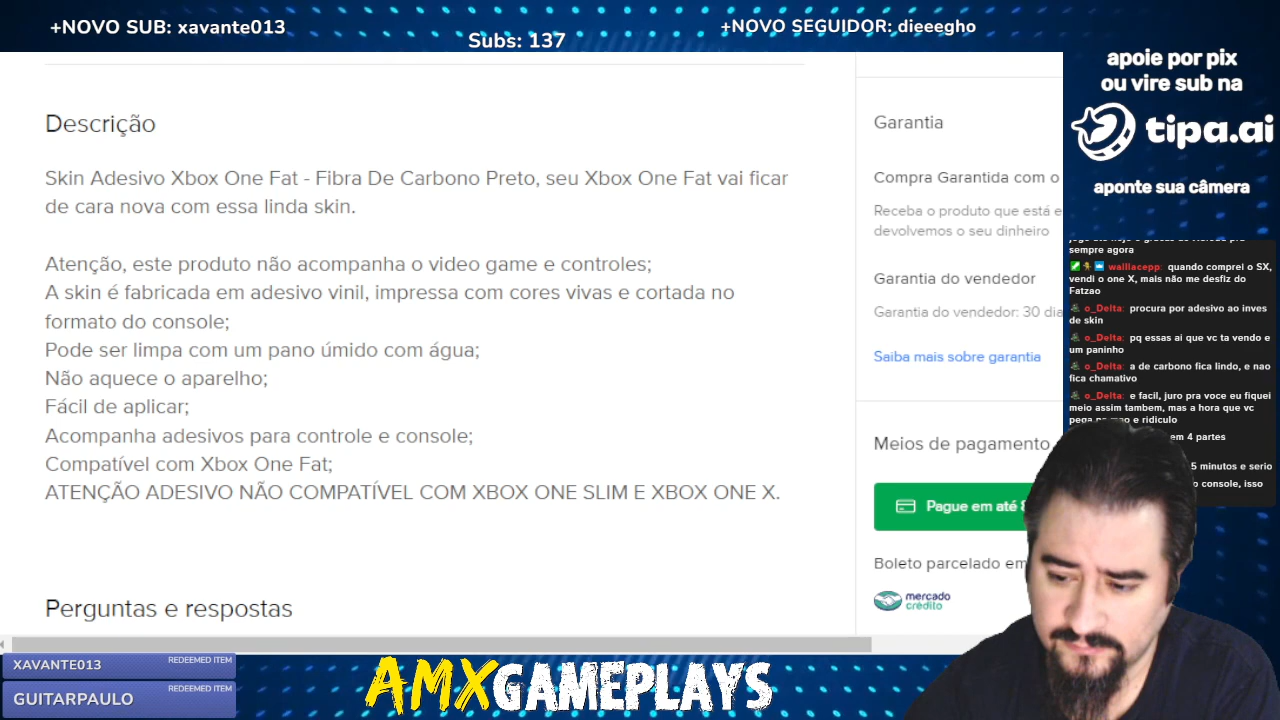 +NOVO SUB: xavante013
Subs: 137
+NOVO SEGUIDOR: dieeegho
apoie por pix
ou vire sub na
tipa.ai
aponte sua câmera
Descrição
Skin Adesivo Xbox One Fat - Fibra De Carbono Preto, seu Xbox One Fat vai ficar
de cara nova com essa linda skin.
Atenção, este produto não acompanha o video game e controles;
A skin é fabricada em adesivo vinil, impressa com cores vivas e cortada no
formato do console;
Pode ser limpa com um pano úmido com água;
Não aquece o aparelho;
Fácil de aplicar;
Acompanha adesivos para controle e console;
Compatível com Xbox One Fat;
ATENÇÃO ADESIVO NÃO COMPATÍVEL COM XBOX ONE SLIM E XBOX ONE X.
Perguntas e respostas
Garantia
Compra Garantida com o
Receba o produto que está e
devolvemos o seu dinheiro
Garantia do vendedor
Garantia do vendedor: 30 dia
Saiba mais sobre garantia
Meios de pagamento
Pague em até
Boleto parcelado em
mercado
crédito
sempre agora
walllacepp: quando comprei o SX,
vendi o one X, mais não me desfiz do
Fatzao
o_Delta: procura por adesivo ao inves
de skin
o_Delta: pq essas ai que vc ta vendo e
um paninho
o_Delta: a de carbono fica lindo, e nao
fica chamativo
o_Delta: e facil, juro pra voce eu fiquei
meio assim tambem, mas a hora que vc
pega na mao e ridiculo
em 4 partes
5 minutos e serio
o console, isso
XAVANTE013
REDEEMED ITEM
GUITARPAULO
REDEEMED ITEM
AMXGAMEPLAYS